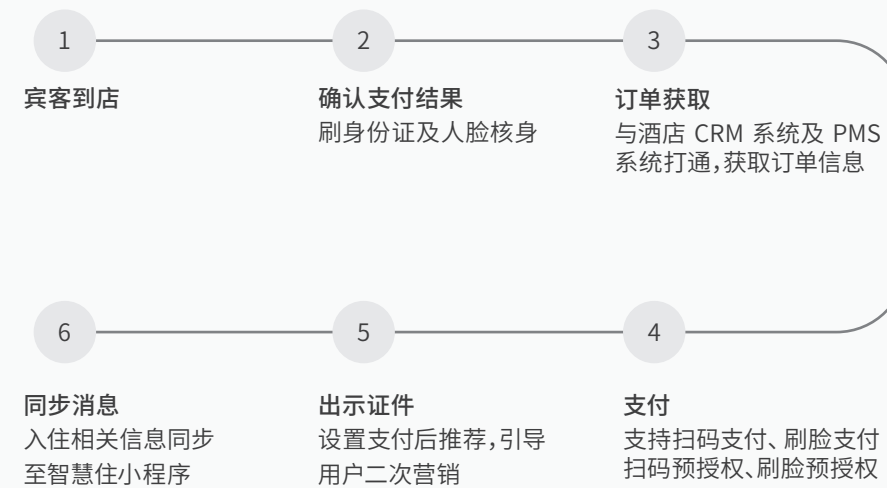 1
2
3
宾客到店
确认支付结果
刷身份证及人脸核身
订单获取
与酒店 CRM 系统及 PMS
系统打通,获取订单信息
6
5
4
同步消息
入住相关信息同步
至智慧住小程序
出示证件
设置支付后推荐,引导
用户二次营销
支付
支持扫码支付、刷脸支付
扫码预授权、刷脸预授权